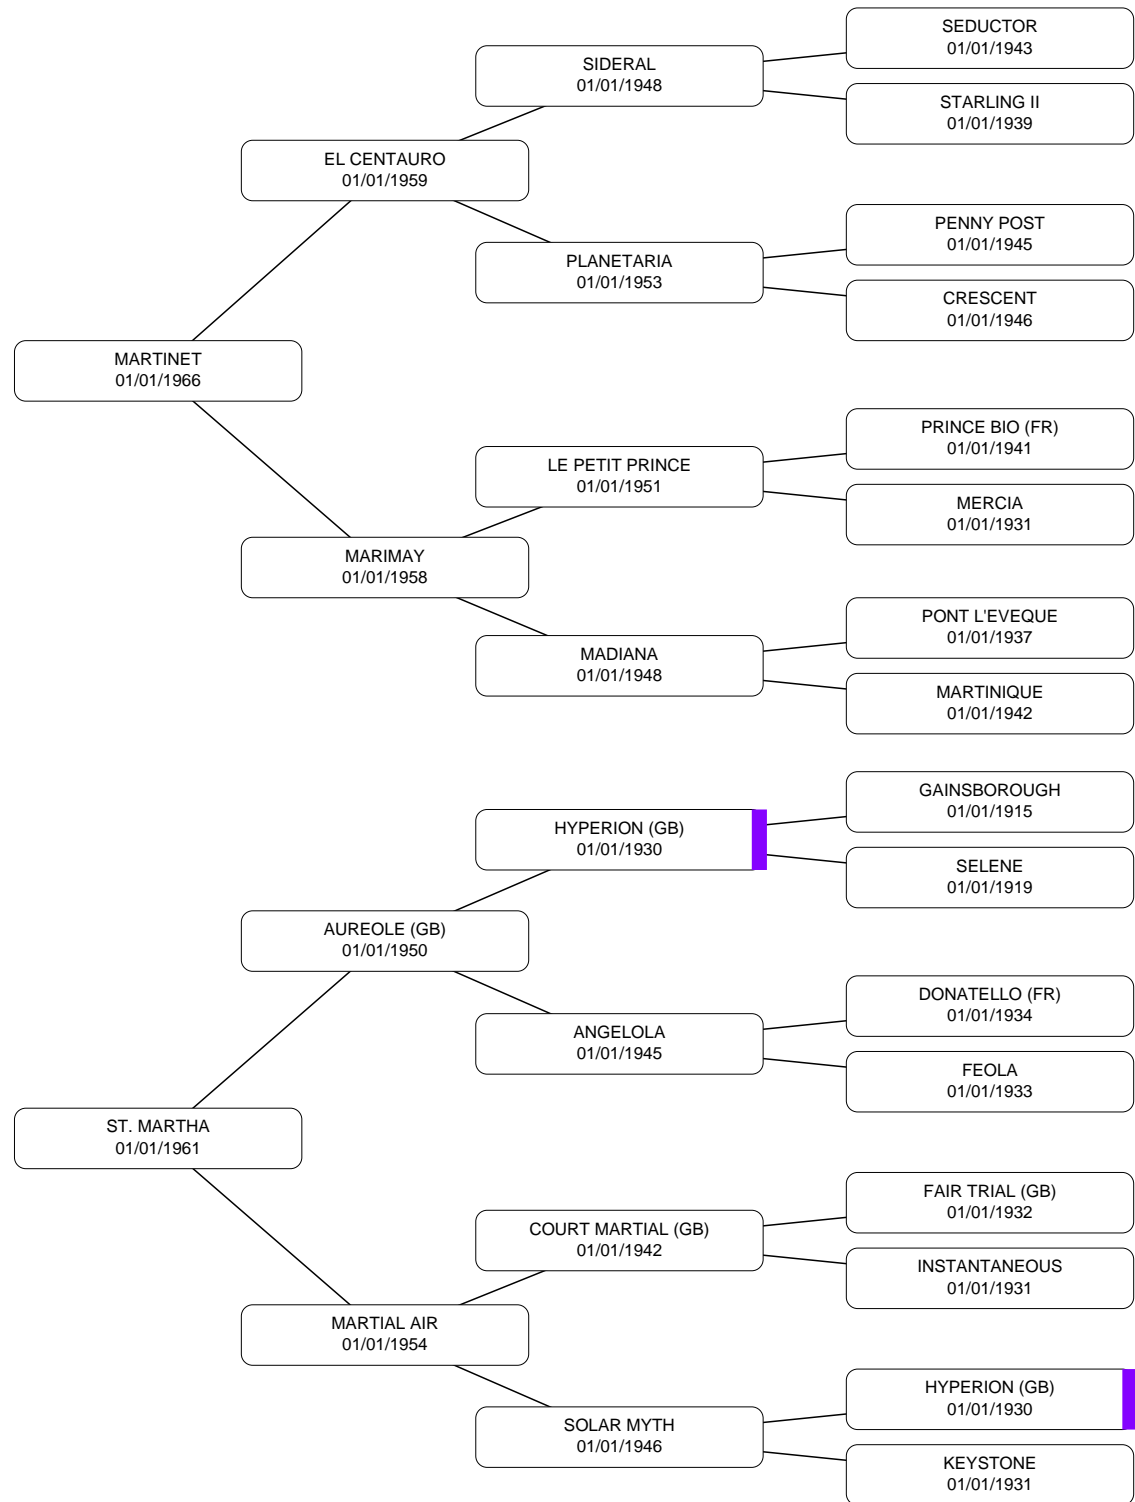 SEDUCTOR
01/01/1943
SIDERAL
01/01/1948
STARLING II
01/01/1939
EL CENTAURO
01/01/1959
PENNY POST
01/01/1945
PLANETARIA
01/01/1953
CRESCENT
01/01/1946
MARTINET
01/01/1966
PRINCE BIO (FR)
01/01/1941
LE PETIT PRINCE
01/01/1951
MERCIA
01/01/1931
MARIMAY
01/01/1958
PONT L'EVEQUE
01/01/1937
MADIANA
01/01/1948
MARTINIQUE
01/01/1942
GAINSBOROUGH
01/01/1915
HYPERION (GB)
01/01/1930
SELENE
01/01/1919
AUREOLE (GB)
01/01/1950
DONATELLO (FR)
01/01/1934
ANGELOLA
01/01/1945
FEOLA
01/01/1933
ST. MARTHA
01/01/1961
FAIR TRIAL (GB)
01/01/1932
COURT MARTIAL (GB)
01/01/1942
INSTANTANEOUS
01/01/1931
MARTIAL AIR
01/01/1954
HYPERION (GB)
01/01/1930
SOLAR MYTH
01/01/1946
KEYSTONE
01/01/1931